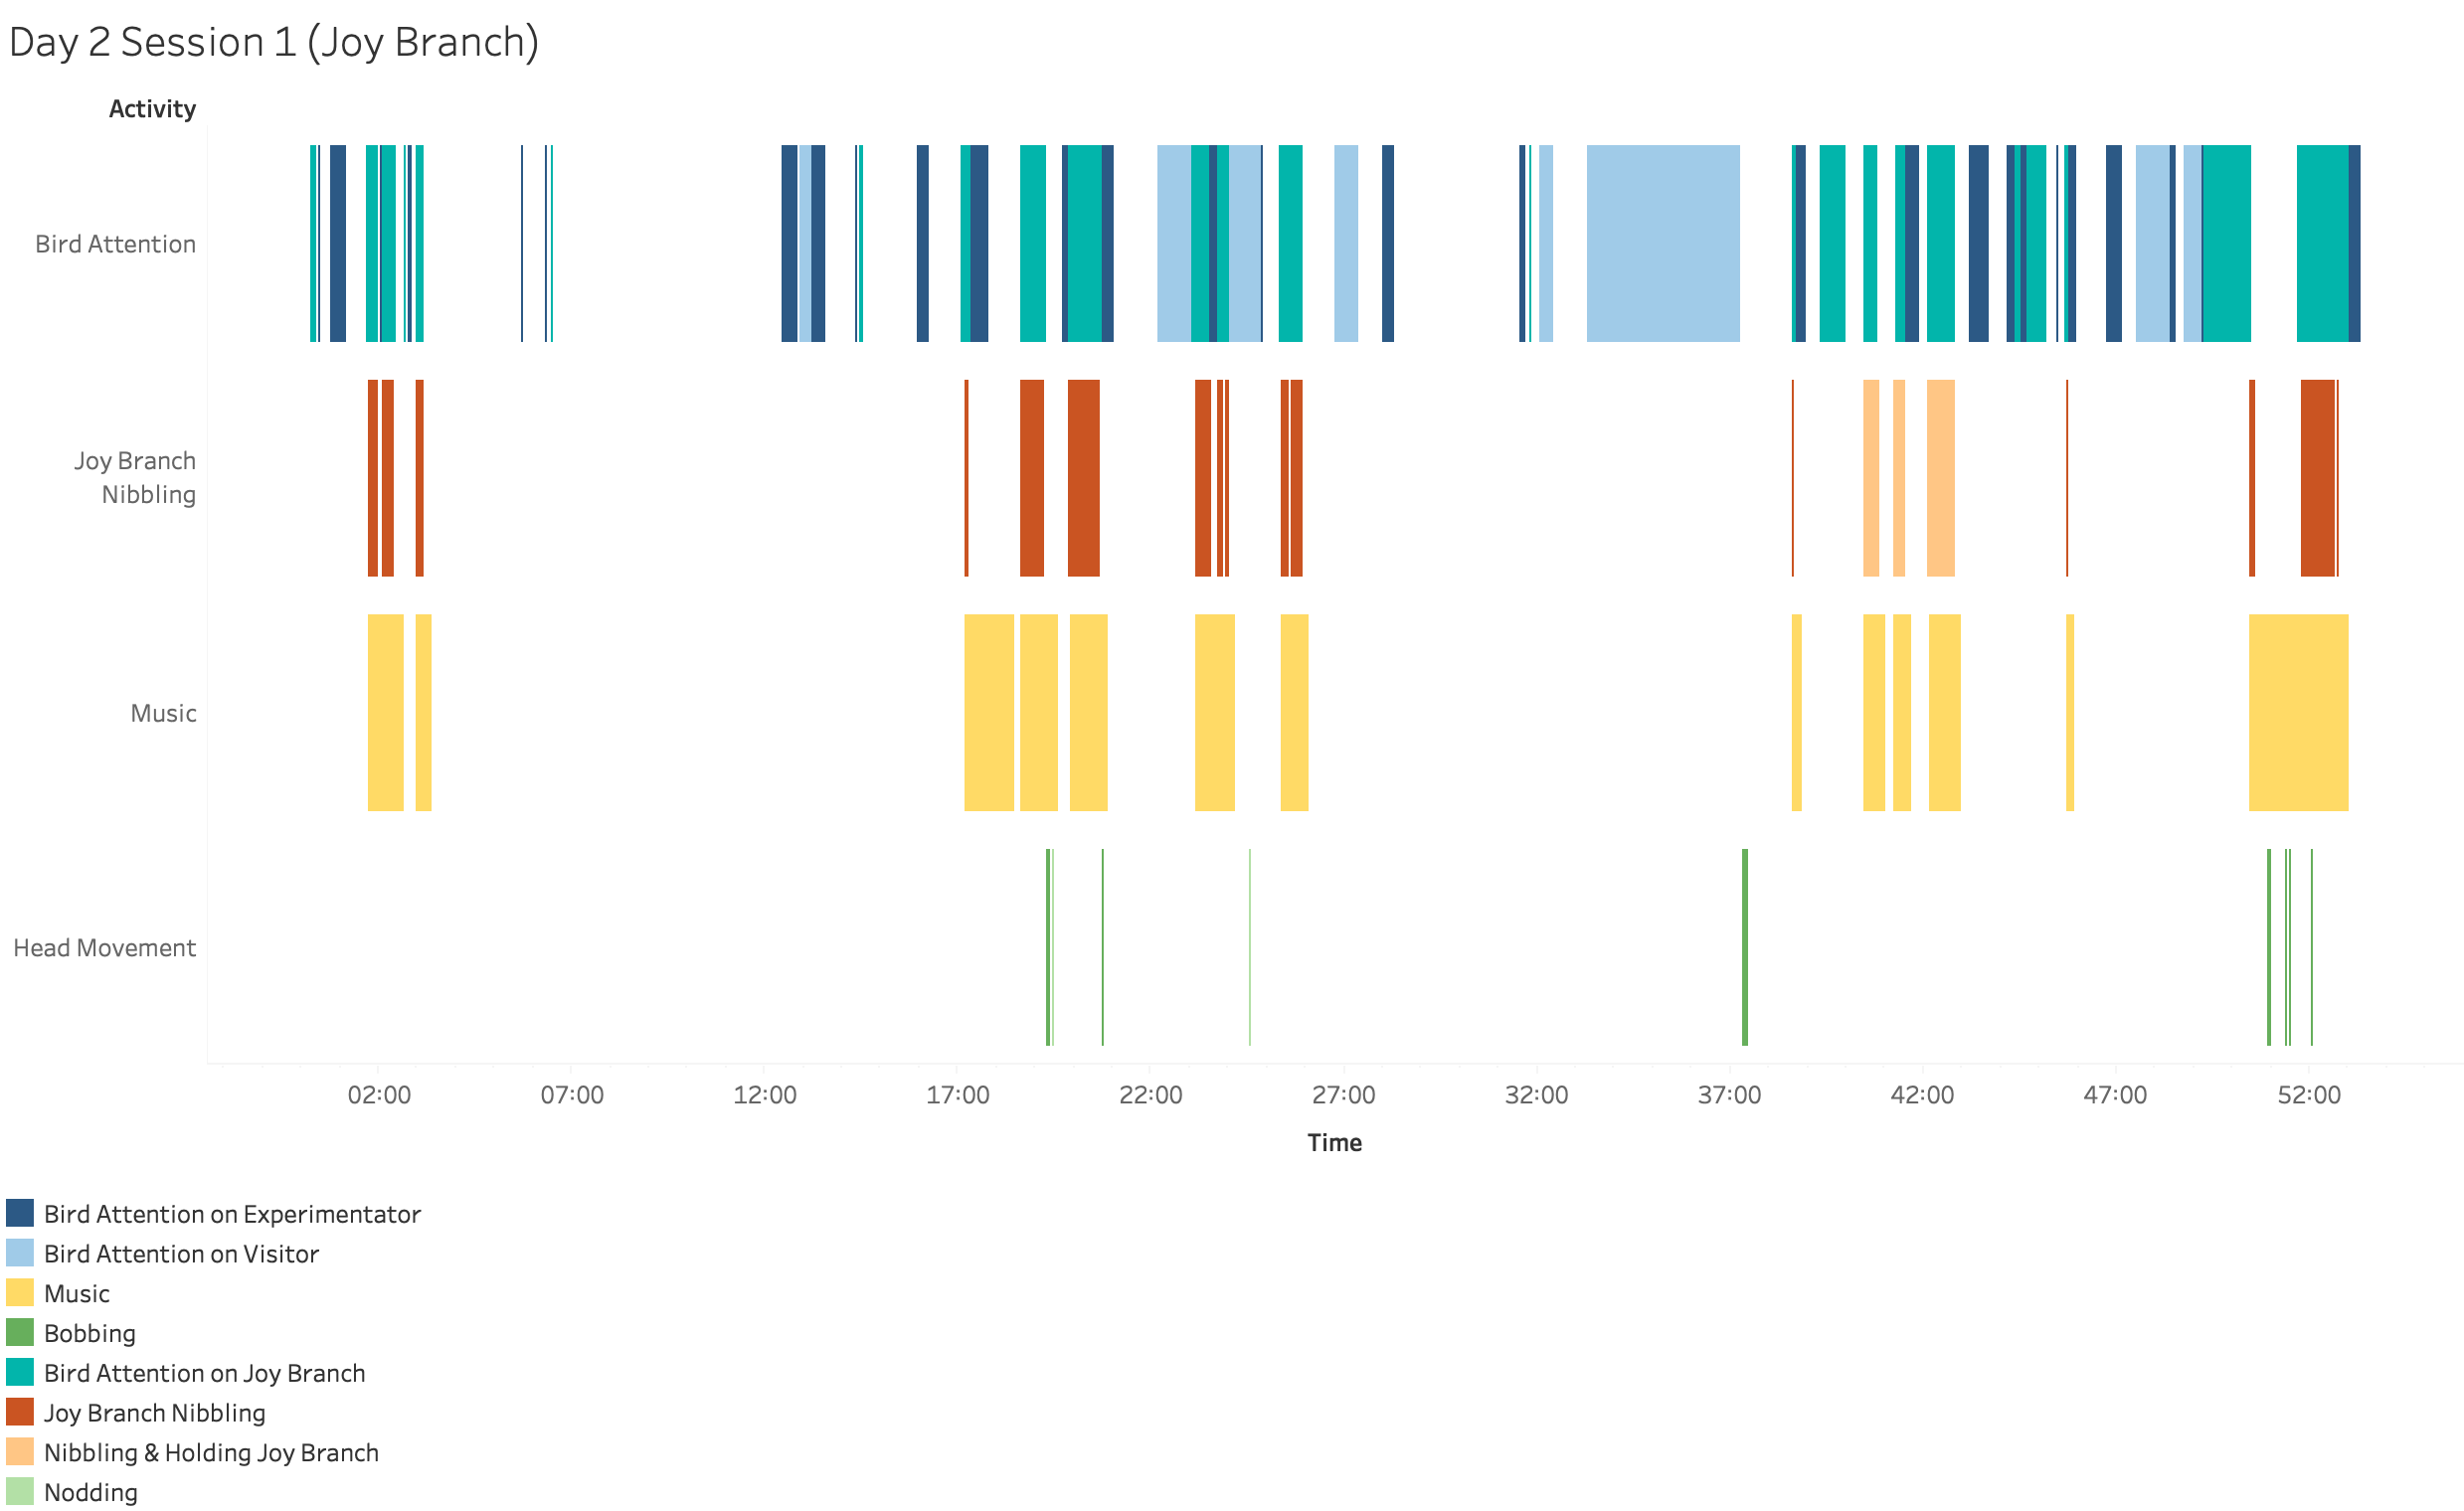 Day 2 Session 1 (Joy Branch)
Activity
Bird Attention
Joy Branch
Nibbling
Music
Head Movement
02:00 07:00 12:00 17:00 22:00 27:00 32:00 37:00 42:00 47:00 52:00
Time
Bird Attention on Experimentator
Bird Attention on Visitor
Music
Bobbing
Bird Attention on Joy Branch
Joy Branch Nibbling
Nibbling & Holding Joy Branch
Nodding